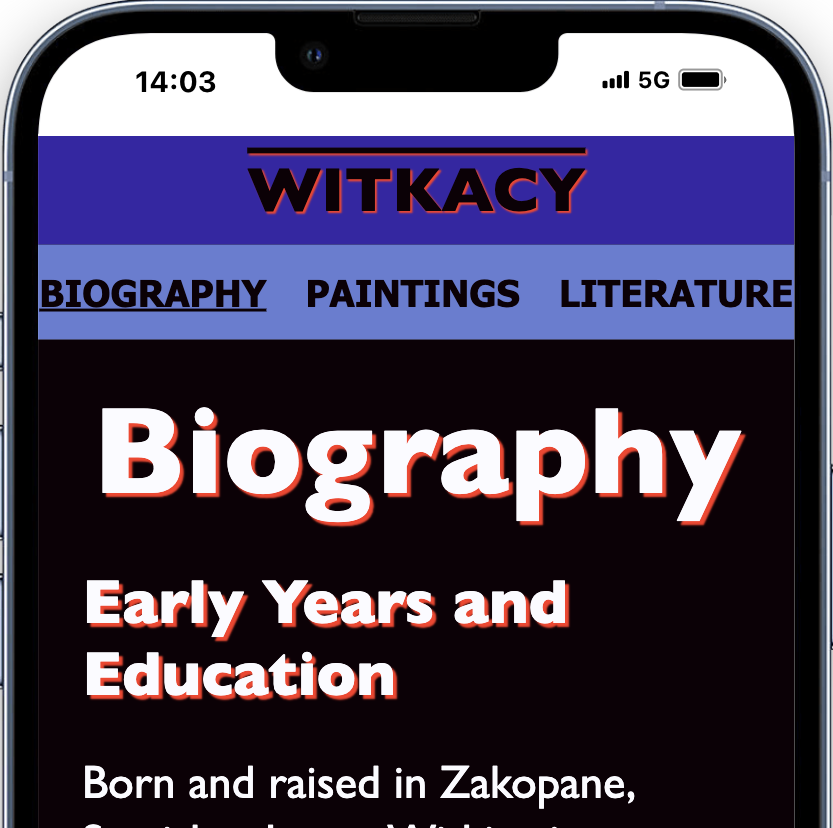 14:03 5G
WITKACY
BIOGRAPHY PAINTINGS LITERATURE
Biography
Early Years and
Education
Born and raised in Zakopane,